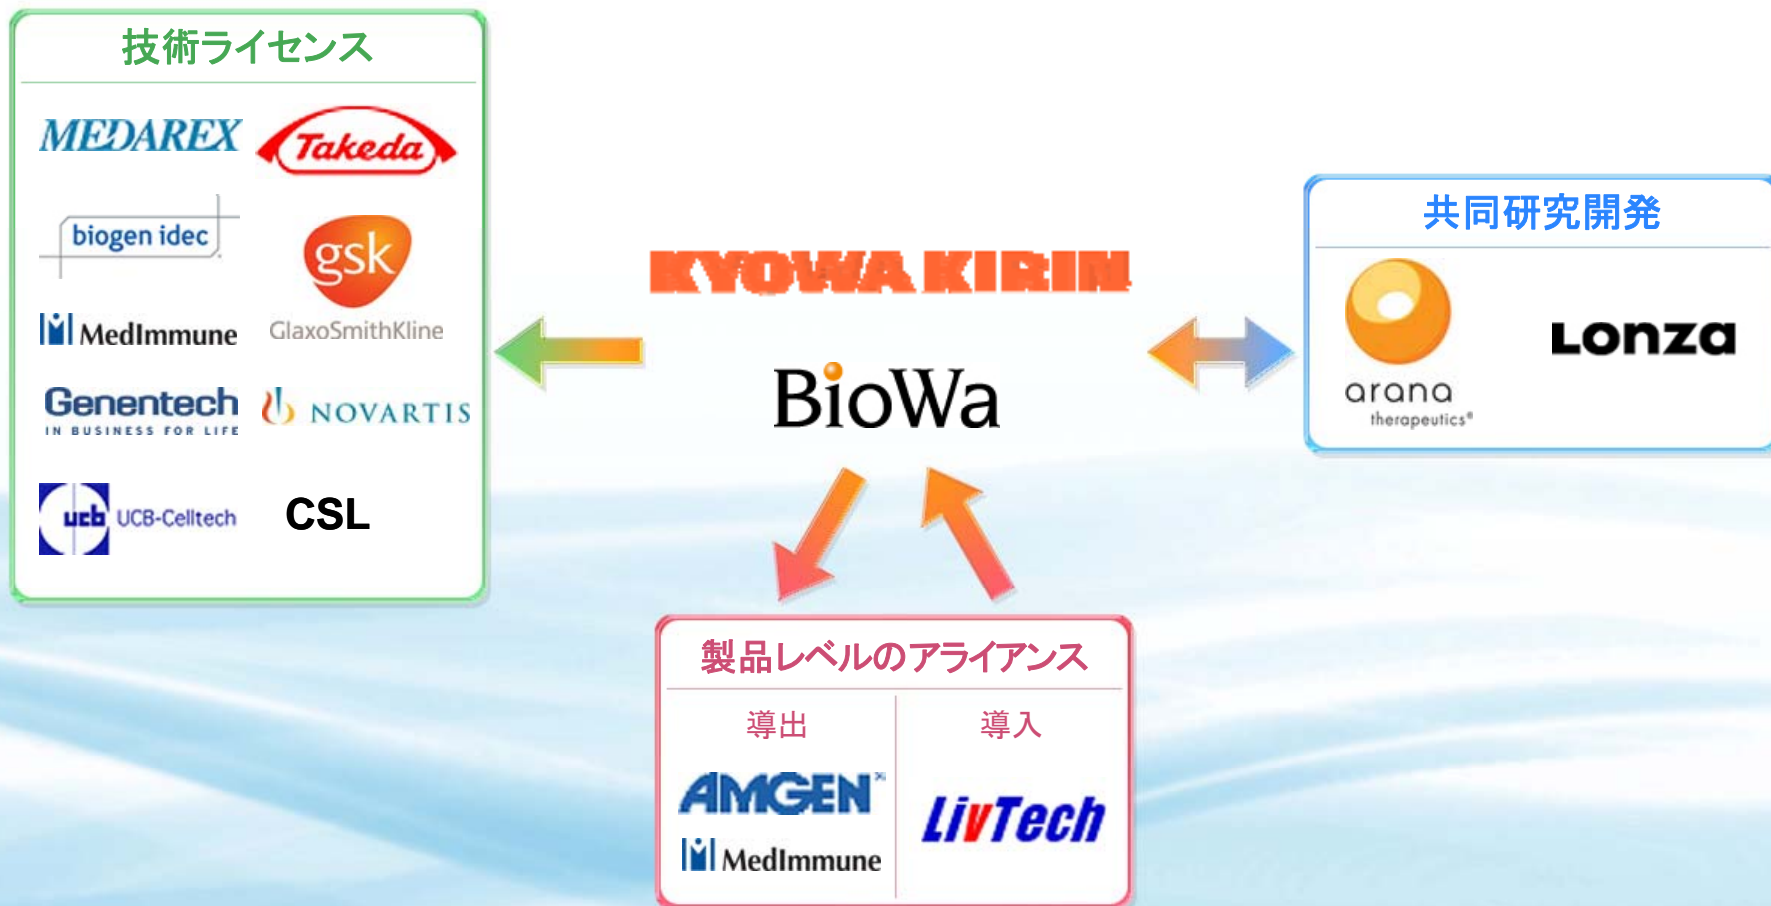 技術ライセンス
MEDAREX
Takeda
biogen idec
gsk
GlaxoSmithKline
MedImmune
Genentech
IN BUSINESS FOR LIFE
NOVARTIS
ucb UCB-Celltech
CSL
KYOWA KIRIN
BioWa
共同研究開発
arana
therapeutics®
Lonza
製品レベルのアライアンス
導出
AMGEN
MedImmune
導入
LivTech